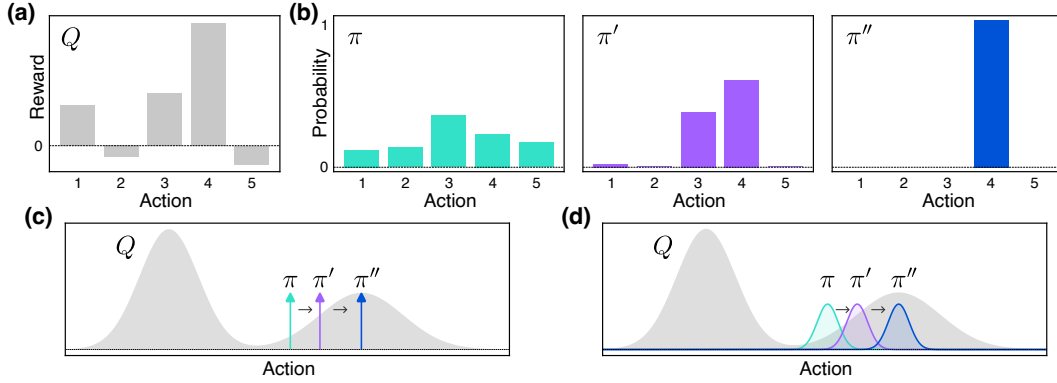 (a)
Q
Reward
0
1 2 3 4 5
Action
(b)
π
Probability
1
0
1 2 3 4 5
Action
π′
1 2 3 4 5
Action
π″
1 2 3 4 5
Action
(c)
Q
π → π′ → π″
Action
(d)
Q
π → π′ → π″
Action